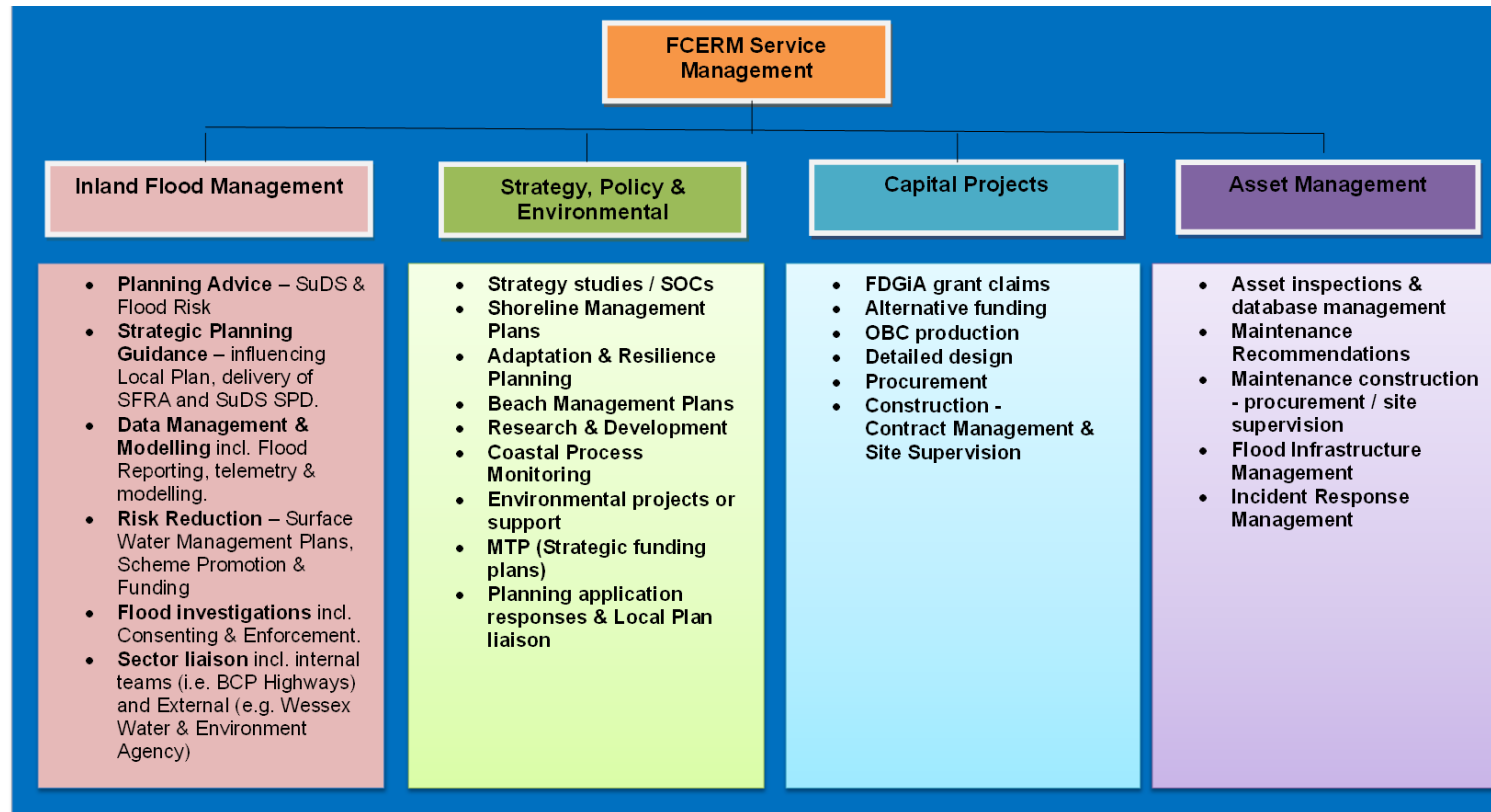 FCERM Service
Management
Inland Flood Management
Strategy, Policy &
Environmental
Capital Projects
Asset Management
• Planning Advice – SuDS &
Flood Risk
• Strategic Planning
Guidance – influencing
Local Plan, delivery of
SFRA and SuDS SPD.
• Data Management &
Modelling incl. Flood
Reporting, telemetry &
modelling.
• Risk Reduction – Surface
Water Management Plans,
Scheme Promotion &
Funding
• Flood investigations incl.
Consenting & Enforcement.
• Sector liaison incl. internal
teams (i.e. BCP Highways)
and External (e.g. Wessex
Water & Environment
Agency)
• Strategy studies / SOCs
• Shoreline Management
Plans
• Adaptation & Resilience
Planning
• Beach Management Plans
• Research & Development
• Coastal Process
Monitoring
• Environmental projects or
support
• MTP (Strategic funding
plans)
• Planning application
responses & Local Plan
liaison
• FDGiA grant claims
• Alternative funding
• OBC production
• Detailed design
• Procurement
• Construction -
Contract Management &
Site Supervision
• Asset inspections &
database management
• Maintenance
Recommendations
• Maintenance construction
- procurement / site
supervision
• Flood Infrastructure
Management
• Incident Response
Management